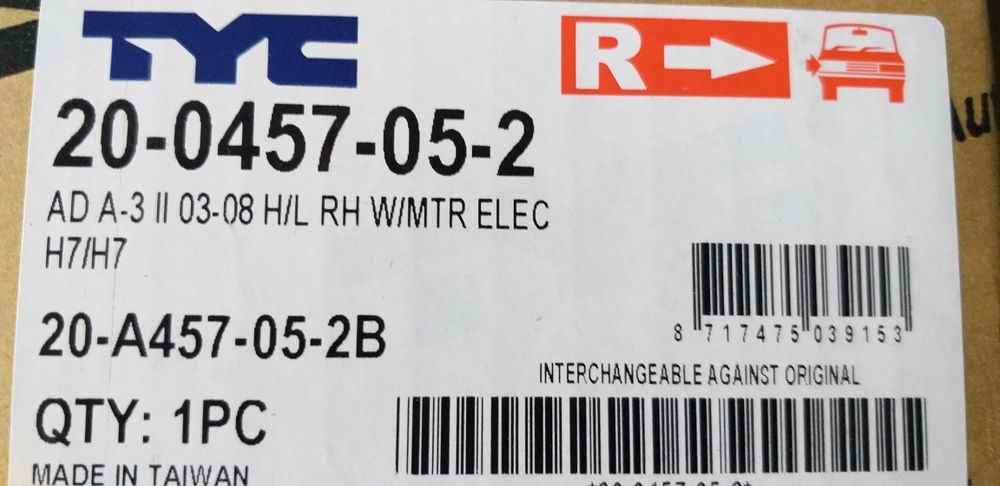 TYC
R
20-0457-05-2
AD A-3 II 03-08 H/L RH W/MTR ELEC
H7/H7
20-A457-05-2B
8 717475 039153
INTERCHANGEABLE AGAINST ORIGINAL
QTY: 1PC
MADE IN TAIWAN